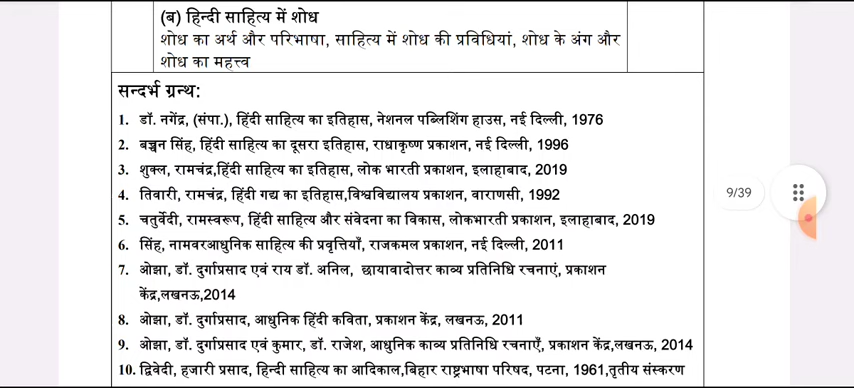 (ब) हिन्दी साहित्य में शोध
शोध का अर्थ और परिभाषा, साहित्य में शोध की प्रविधियां, शोध के अंग और
शोध का महत्त्व
सन्दर्भ ग्रन्थ:
1. डॉ. नगेंद्र, (संपा.), हिंदी साहित्य का इतिहास, नेशनल पब्लिशिंग हाउस, नई दिल्ली, 1976
2. बच्चन सिंह, हिंदी साहित्य का दूसरा इतिहास, राधाकृष्ण प्रकाशन, नई दिल्ली, 1996
3. शुक्ल, रामचंद्र,हिंदी साहित्य का इतिहास, लोक भारती प्रकाशन, इलाहाबाद, 2019
4. तिवारी, रामचंद्र, हिंदी गद्य का इतिहास,विश्वविद्यालय प्रकाशन, वाराणसी, 1992
9/39
5. चतुर्वेदी, रामस्वरूप, हिंदी साहित्य और संवेदना का विकास, लोकभारती प्रकाशन, इलाहाबाद, 2019
6. सिंह, नामवरआधुनिक साहित्य की प्रवृत्तियाँ, राजकमल प्रकाशन, नई दिल्ली, 2011
7. ओझा, डॉ. दुर्गाप्रसाद एवं राय डॉ. अनिल, छायावादोत्तर काव्य प्रतिनिधि रचनाएं, प्रकाशन
केंद्र,लखनऊ,2014
8. ओझा, डॉ. दुर्गाप्रसाद, आधुनिक हिंदी कविता, प्रकाशन केंद्र, लखनऊ, 2011
9. ओझा, डॉ. दुर्गाप्रसाद एवं कुमार, डॉ. राजेश, आधुनिक काव्य प्रतिनिधि रचनाएँ, प्रकाशन केंद्र,लखनऊ, 2014
10. द्विवेदी, हजारी प्रसाद, हिन्दी साहित्य का आदिकाल,बिहार राष्ट्रभाषा परिषद, पटना, 1961,तृतीय संस्करण